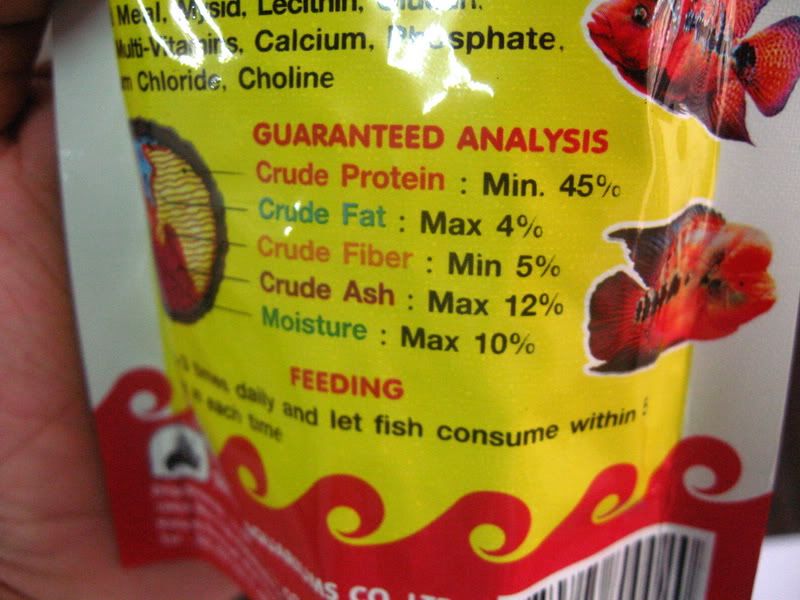 Meal, Mysid, Lecithin,
Multi-Vitamins, Calcium, Phosphate,
Chloride, Choline
GUARANTEED ANALYSIS
Crude Protein : Min. 45%
Crude Fat : Max 4%
Crude Fiber : Min 5%
Crude Ash : Max 12%
Moisture : Max 10%
FEEDING
times daily and let fish consume within
each time
CO.